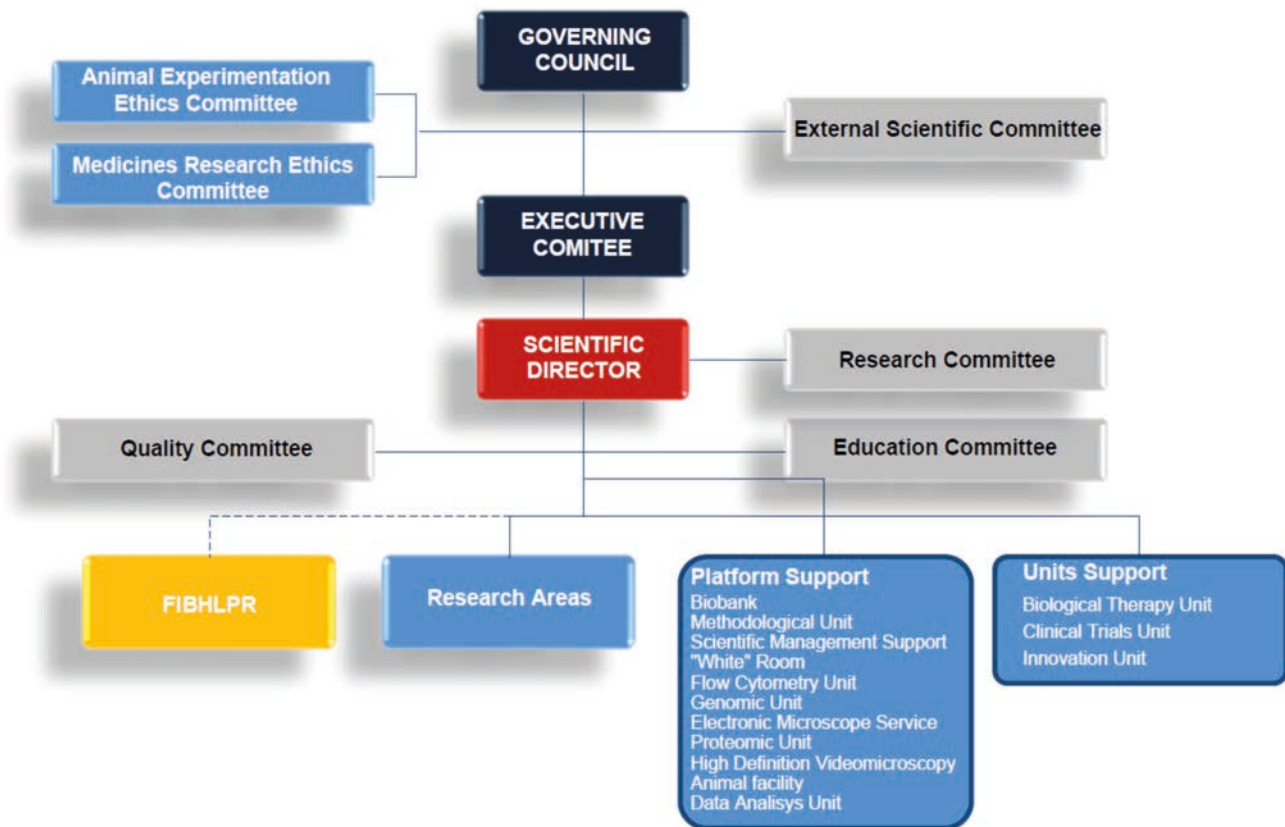 GOVERNING
COUNCIL
Animal Experimentation
Ethics Committee
External Scientific Committee
Medicines Research Ethics
Committee
EXECUTIVE
COMITEE
SCIENTIFIC
DIRECTOR
Research Committee
Quality Committee
Education Committee
FIBHLPR
Research Areas
Platform Support
Biobank
Methodological Unit
Scientific Management Support
"White" Room
Flow Cytometry Unit
Genomic Unit
Electronic Microscope Service
Proteomic Unit
High Definition Videomicroscopy
Animal facility
Data Analisys Unit
Units Support
Biological Therapy Unit
Clinical Trials Unit
Innovation Unit